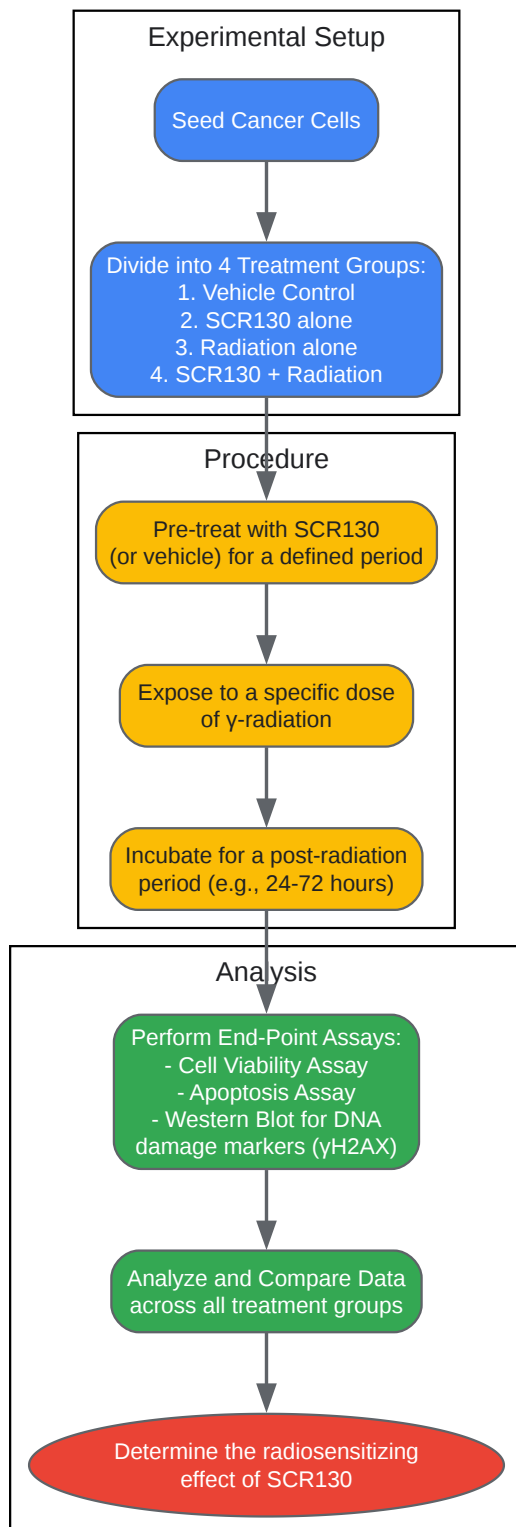 Experimental Setup
Seed Cancer Cells
Divide into 4 Treatment Groups:
1. Vehicle Control
2. SCR130 alone
3. Radiation alone
4. SCR130 + Radiation
Procedure
Pre-treat with SCR130
(or vehicle) for a defined period
Expose to a specific dose
of γ-radiation
Incubate for a post-radiation
period (e.g., 24-72 hours)
Analysis
Perform End-Point Assays:
- Cell Viability Assay
- Apoptosis Assay
- Western Blot for DNA
damage markers (γH2AX)
Analyze and Compare Data
across all treatment groups
Determine the radiosensitizing
effect of SCR130